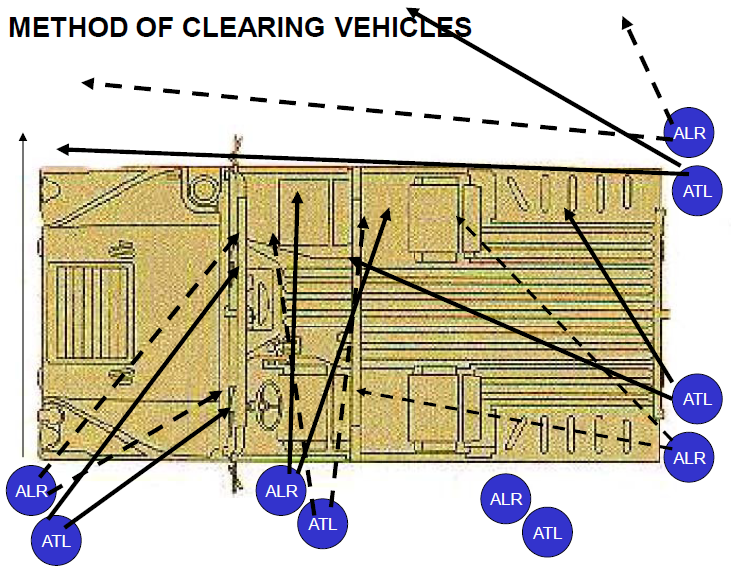 METHOD OF CLEARING VEHICLES
ALR
ATL
ATL
ALR
ALR
ALR
ALR
ATL
ATL
ATL